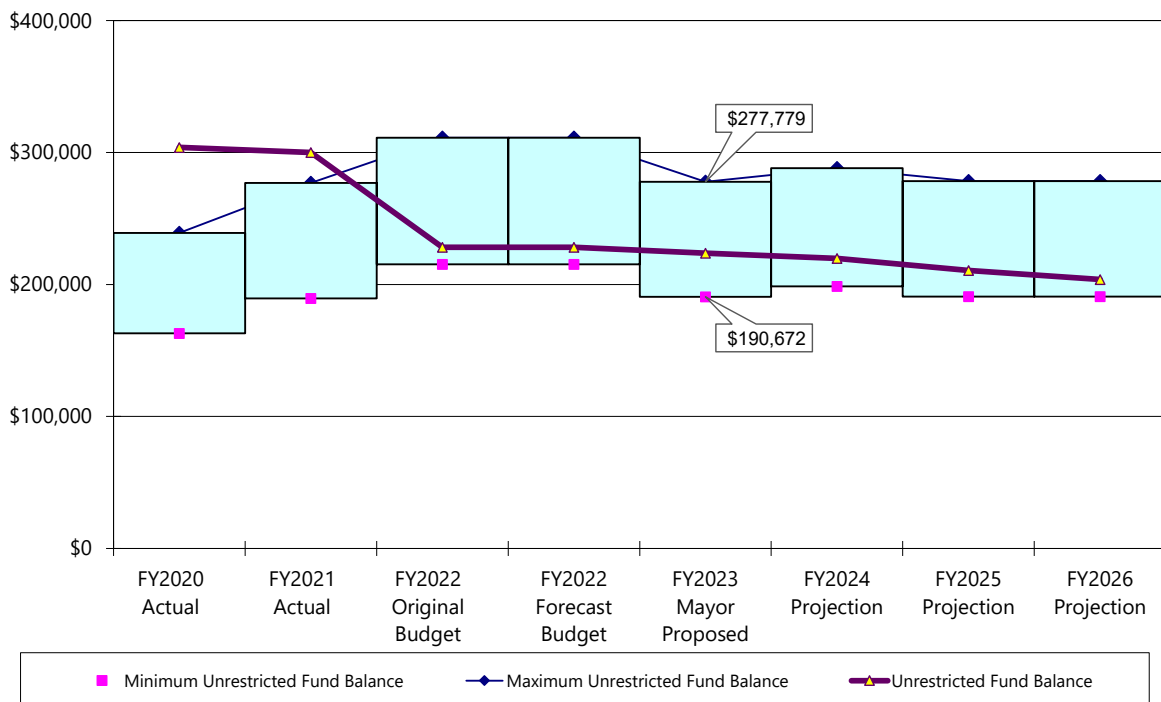 $400,000
$300,000
$200,000
$100,000
$0
$277,779
$190,672
FY2020
Actual
FY2021
Actual
FY2022
Original
Budget
FY2022
Forecast
Budget
FY2023
Mayor
Proposed
FY2024
Projection
FY2025
Projection
FY2026
Projection
Minimum Unrestricted Fund Balance
Maximum Unrestricted Fund Balance
Unrestricted Fund Balance